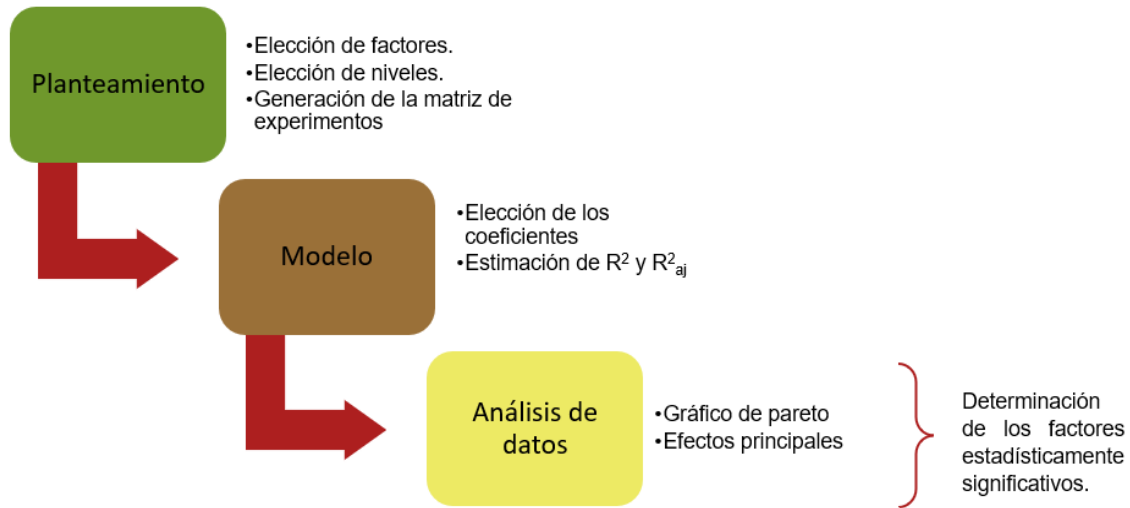 Planteamiento
•Elección de factores.
•Elección de niveles.
•Generación de la matriz de
experimentos
Modelo
•Elección de los
coeficientes
•Estimación de R² y R²aj
Análisis de
datos
•Gráfico de pareto
•Efectos principales
Determinación
de los factores
estadísticamente
significativos.